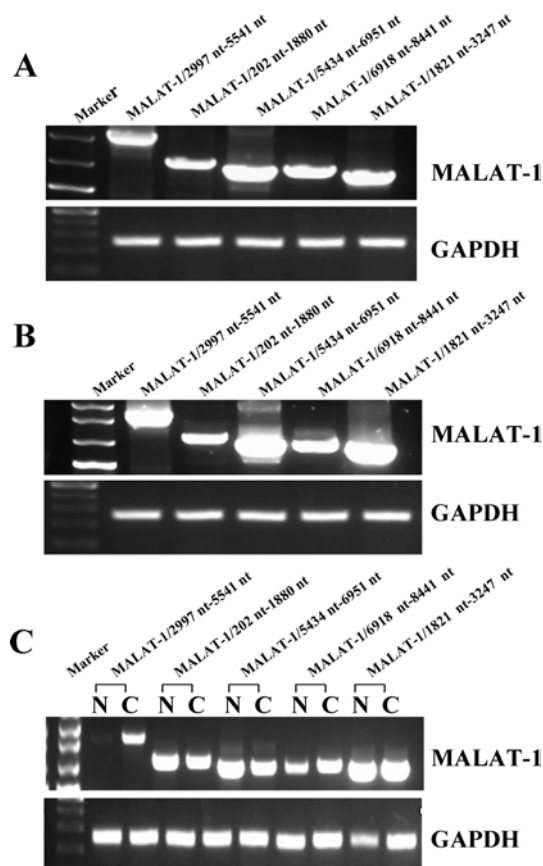 A
Marker
MALAT-1/2997 nt-5541 nt
MALAT-1/202 nt-1880 nt
MALAT-1/5434 nt-6951 nt
MALAT-1/6918 nt-8441 nt
MALAT-1/1821 nt-3247 nt
MALAT-1
GAPDH
B
Marker
MALAT-1/2997 nt-5541 nt
MALAT-1/202 nt-1880 nt
MALAT-1/5434 nt-6951 nt
MALAT-1/6918 nt-8441 nt
MALAT-1/1821 nt-3247 nt
MALAT-1
GAPDH
C
Marker
MALAT-1/2997 nt-5541 nt
MALAT-1/202 nt-1880 nt
MALAT-1/5434 nt-6951 nt
MALAT-1/6918 nt-8441 nt
MALAT-1/1821 nt-3247 nt
N C N C N C N C N C
MALAT-1
GAPDH